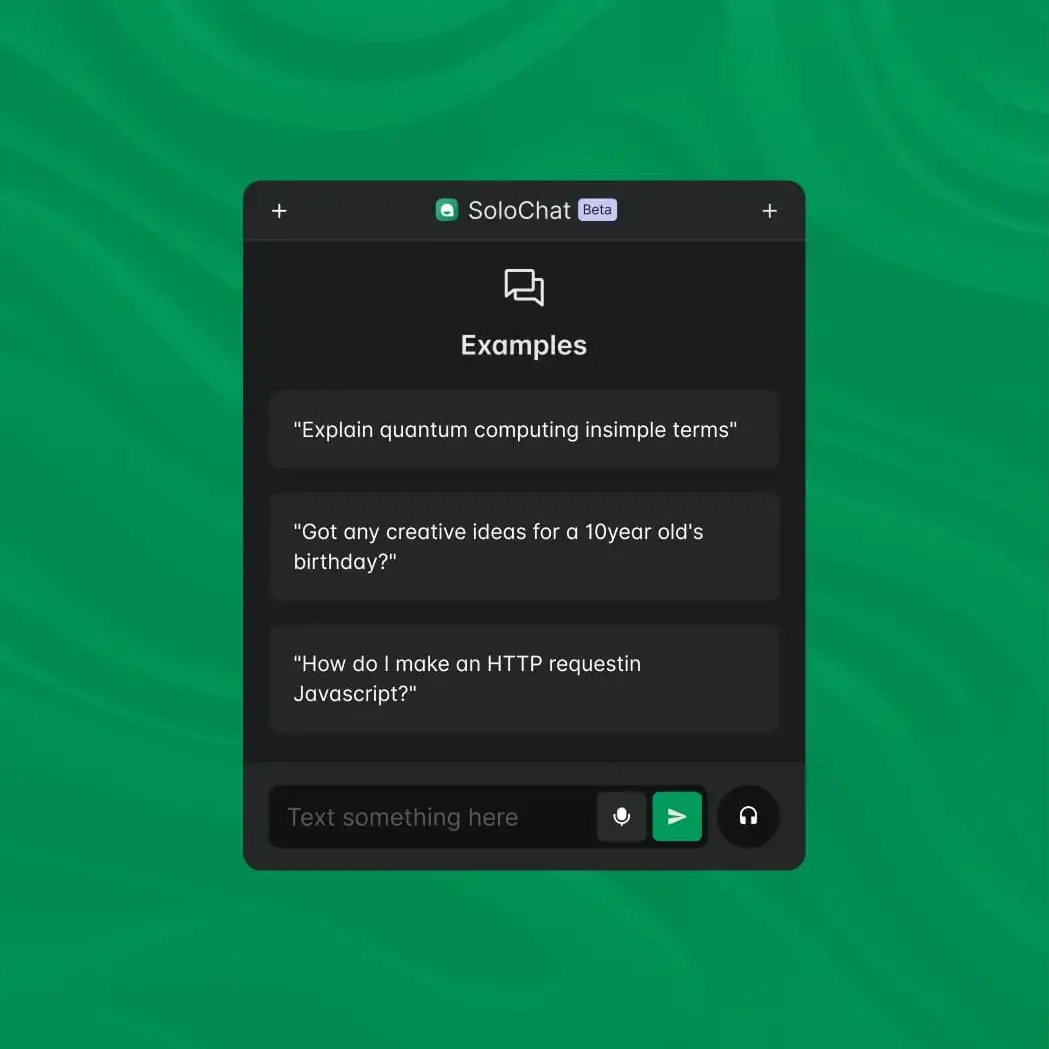 SoloChat Beta
Examples
"Explain quantum computing insimple terms"
"Got any creative ideas for a 10year old's
birthday?"
"How do I make an HTTP requestin
Javascript?"
Text something here